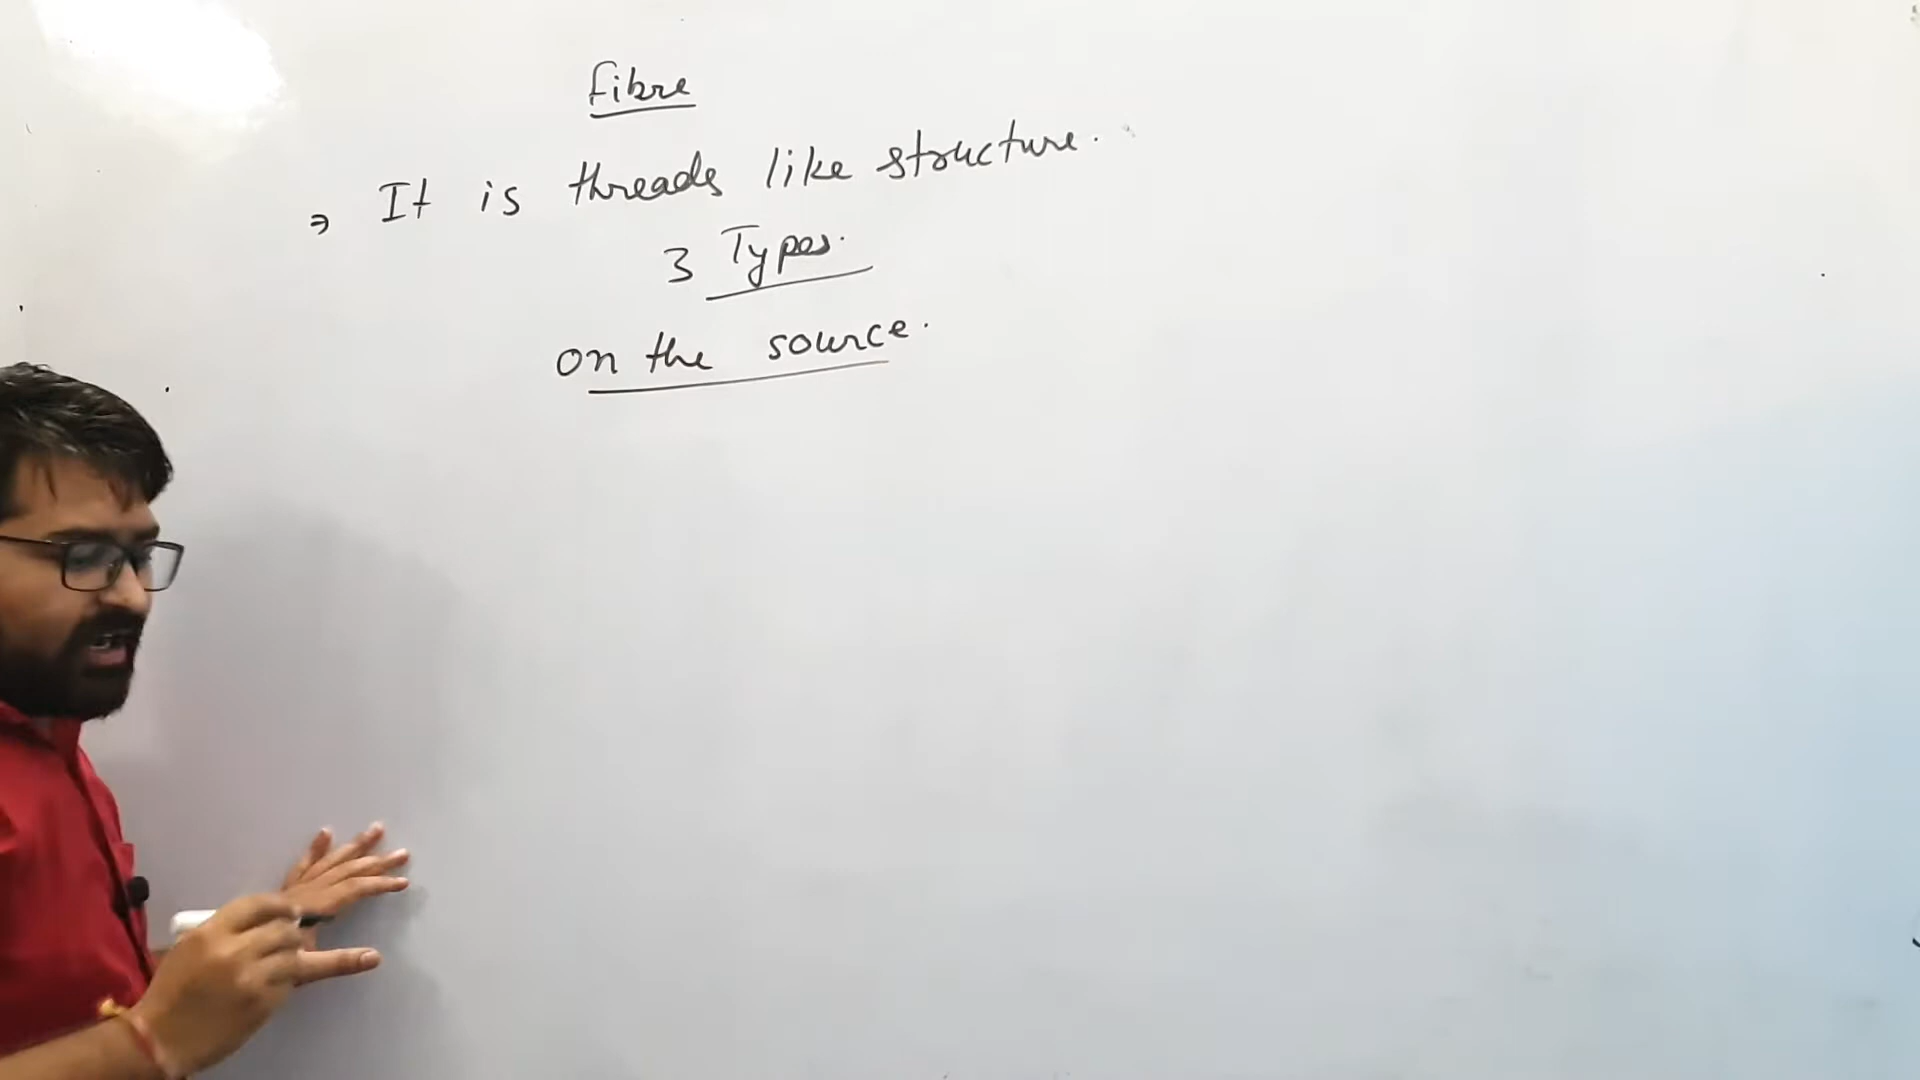 Fibre
⇒ It is threads like structure.
3 Types.
on the source.